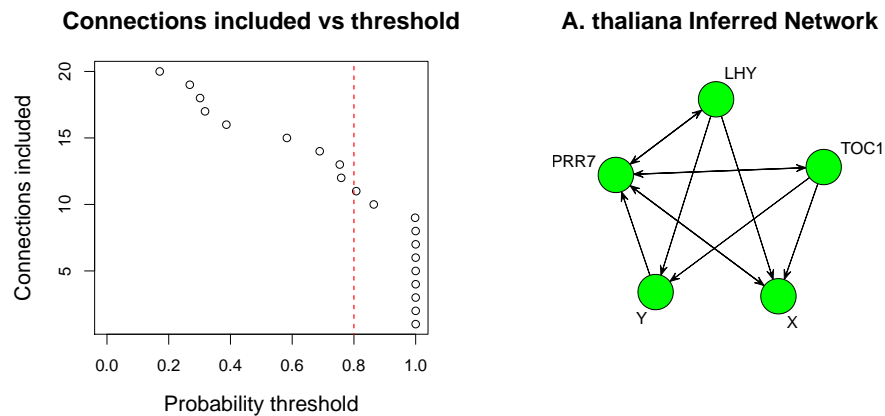 Connections included vs threshold
A. thaliana Inferred Network
Connections included
20
15
10
5
0.0 0.2 0.4 0.6 0.8 1.0
Probability threshold
LHY
TOC1
PRR7
Y
X